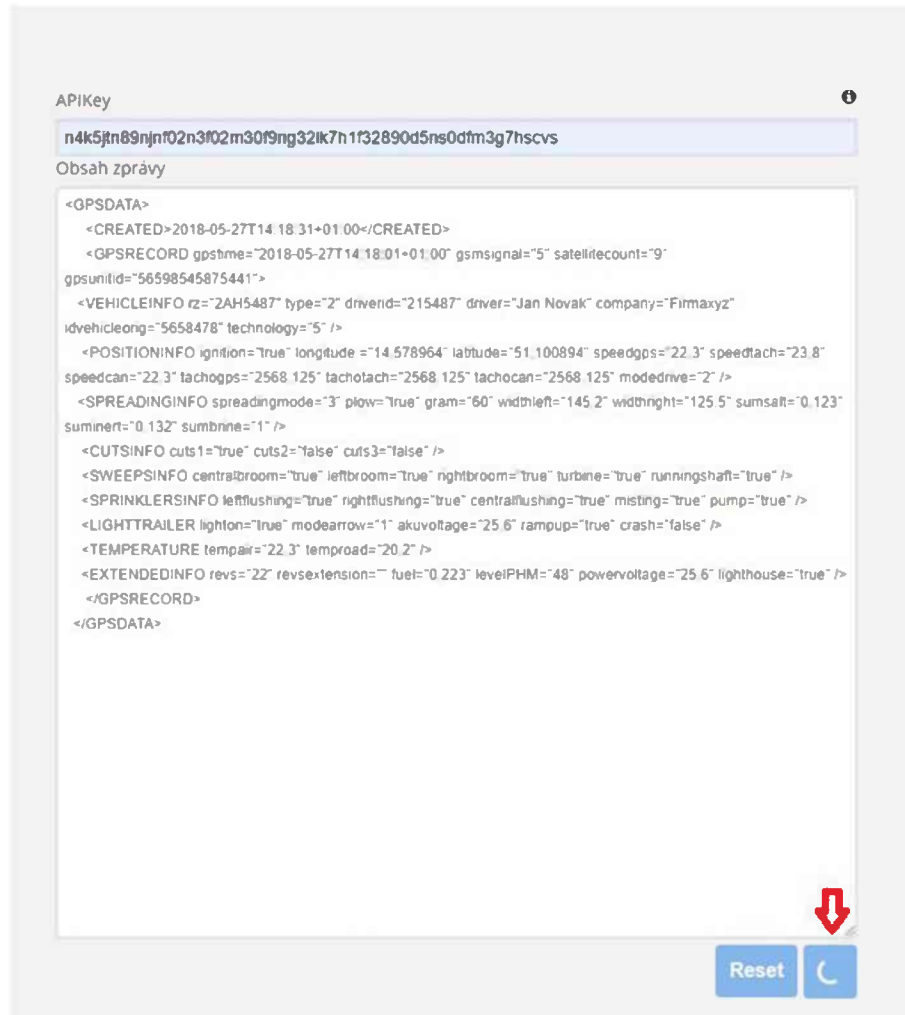 APIKey
n4k5jtn89njnf02n3f02m30f9ng32lk7h1f32890d5ns0dfm3g7hscvs
Obsah zprávy
<GPSDATA>
<CREATED>2018-05-27T14:18:31+01:00</CREATED>
<GPSRECORD gpstime="2018-05-27T14:18:01+01:00" gsmsignal="5" satellitecount="9"
gpsunitid="56598545875441">
<VEHICLEINFO rz="2AH5487" type="2" driverid="215487" driver="Jan Novak" company="Firmaxyz"
idvehicleorig="5658478" technology="5" />
<POSITIONINFO ignition="true" longitude ="14.578964" latitude="51.100894" speedgps="22.3" speedtach="23.8"
speedcan="22.3" tachogps="2568.125" tachotach="2568.125" tachocan="2568.125" modedrive="2" />
<SPREADINGINFO spreadingmode="3" plow="true" gram="60" widthleft="145.2" widthright="125.5" sumsalt="0.123"
suminert="0.132" sumbrine="1" />
<CUTSINFO cuts1="true" cuts2="false" cuts3="false" />
<SWEEPSINFO centralbroom="true" leftbroom="true" rightbroom="true" turbine="true" runningshaft="true" />
<SPRINKLERSINFO leftflushing="true" rightflushing="true" centralflushing="true" misting="true" pump="true" />
<LIGHTTRAILER lighton="true" modearrow="1" akuvoltage="25.6" rampup="true" crash="false" />
<TEMPERATURE tempair="22.3" temproad="20.2" />
<EXTENDEDINFO revs="22" revsextension="" fuel="0.223" levelPHM="48" powervoltage="25.6" lighthouse="true" />
</GPSRECORD>
</GPSDATA>
Reset